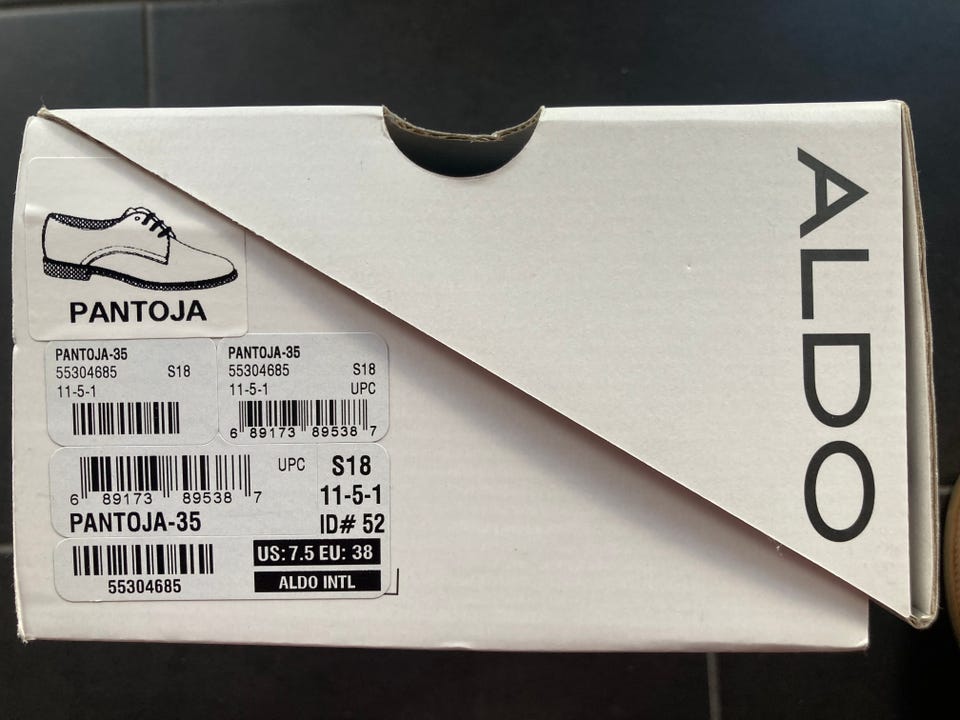 ALDO
PANTOJA
PANTOJA-35
55304685 S18
11-5-1
PANTOJA-35
55304685 S18
11-5-1 UPC
6 89173 89538 7
UPC S18
6 89173 89538 7 11-5-1
PANTOJA-35 ID# 52
55304685
US: 7.5 EU: 38
ALDO INTL